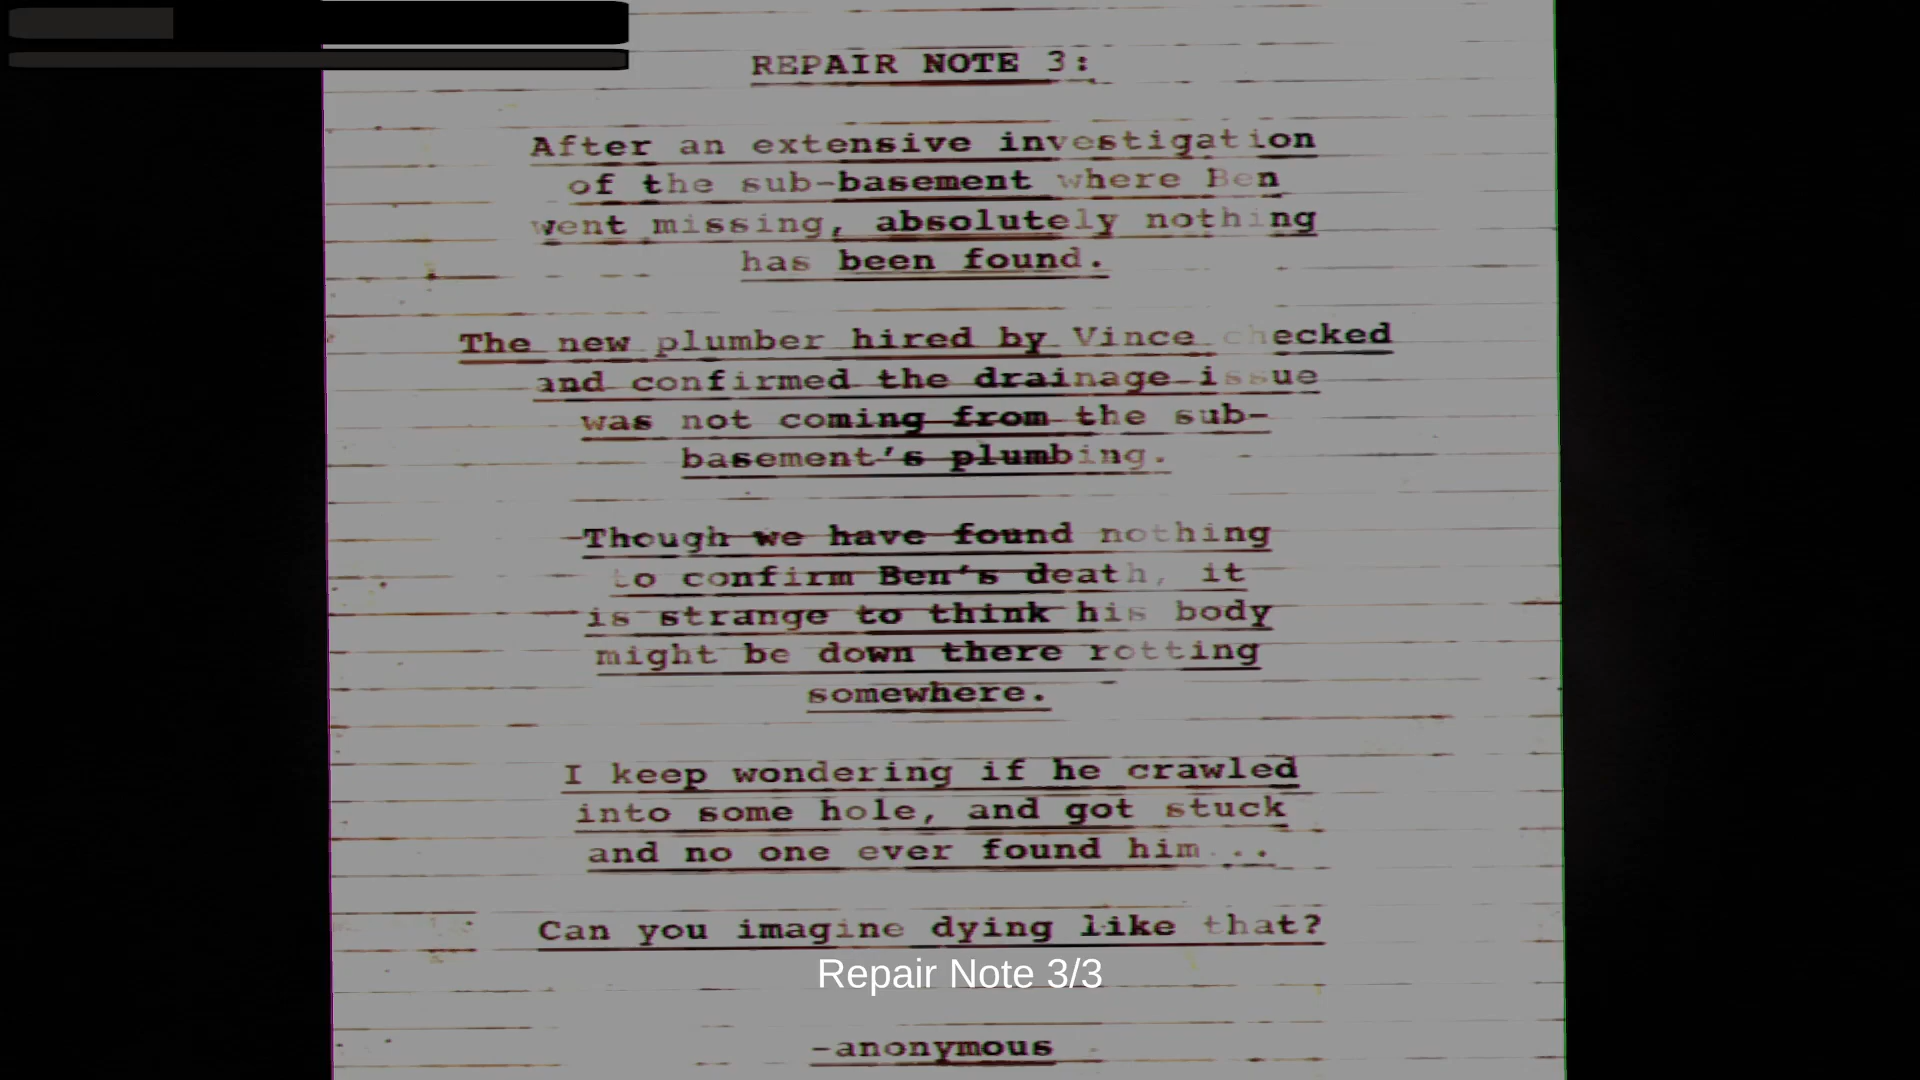 REPAIR NOTE 3:
After an extensive investigation
of the sub-basement where Ben
went missing, absolutely nothing
has been found.
The new plumber hired by Vince checked
and confirmed the drainage issue
was not coming from the sub-
basement's plumbing.
Though we have found nothing
to confirm Ben's death, it
is strange to think his body
might be down there rotting
somewhere.
I keep wondering if he crawled
into some hole, and got stuck
and no one ever found him...
Can you imagine dying like that?
Repair Note 3/3
-anonymous